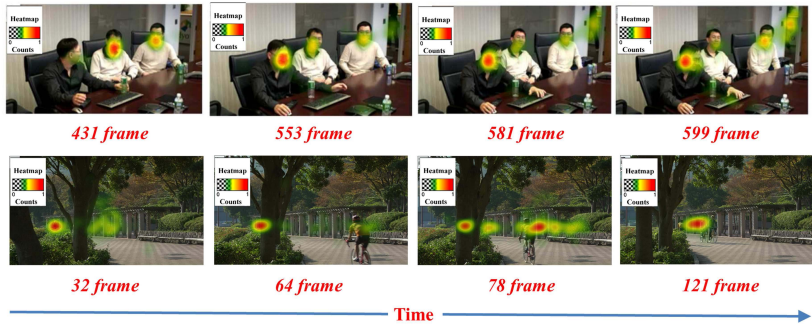 Heatmap
0 1
Counts
Heatmap
0 1
Counts
Heatmap
0 1
Counts
Heatmap
0 1
Counts
431 frame
553 frame
581 frame
599 frame
Heatmap
0 1
Counts
Heatmap
0 1
Counts
Heatmap
0 1
Counts
Heatmap
0 1
Counts
32 frame
64 frame
78 frame
121 frame
Time